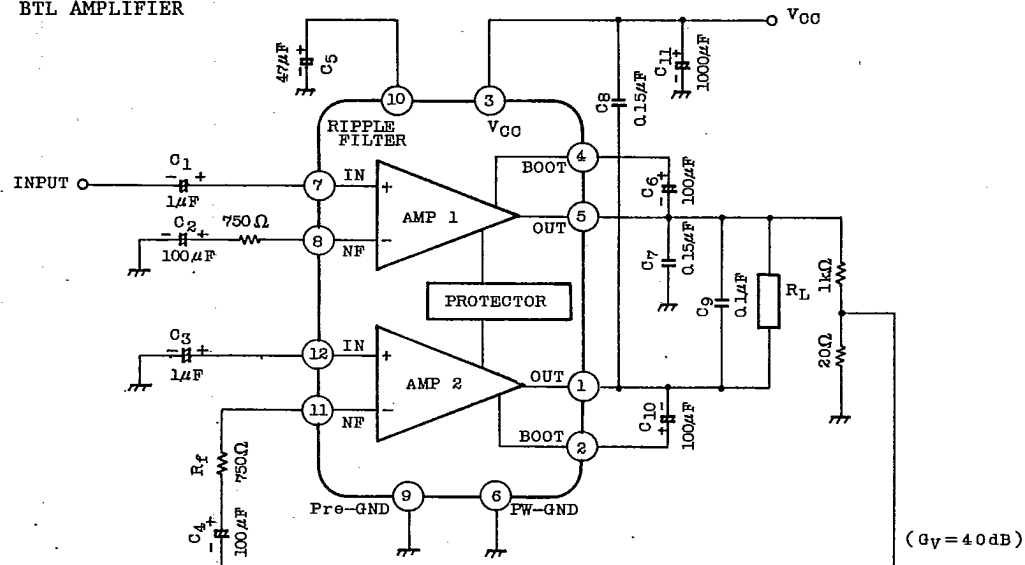 BTL AMPLIFIER
VCC
47μF
+
-
C5
C11
+
-
1000μF
C8
0.15μF
10
3
RIPPLE
FILTER
VCC
4
BOOT
C6
+
-
100μF
INPUT
C1
- +
1μF
7
IN
+
AMP 1
5
OUT
C2
- +
100μF
750Ω
8
NF
-
C7
0.15μF
C9
0.1μF
RL
1kΩ
PROTECTOR
20Ω
C3
- +
1μF
12
IN
+
AMP 2
OUT
1
11
NF
-
C10
-
+
100μF
BOOT
2
Rf
750Ω
C4
+
-
100μF
Pre-GND
9
6
PW-GND
(GV=40dB)